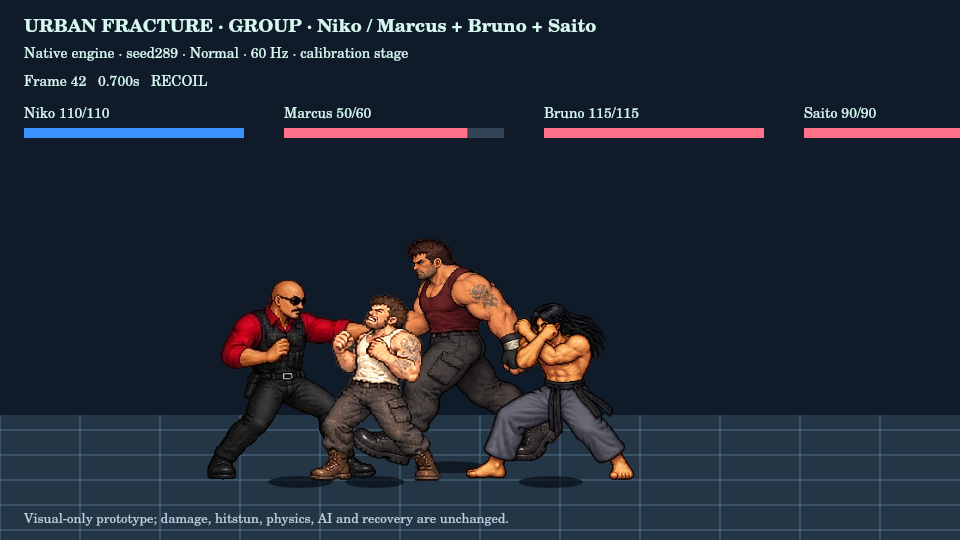 URBAN FRACTURE · GROUP · Niko / Marcus + Bruno + Saito
Native engine · seed289 · Normal · 60 Hz · calibration stage
Frame 42 0.700s RECOIL
Niko 110/110 Marcus 50/60 Bruno 115/115 Saito 90/90
Visual-only prototype; damage, hitstun, physics, AI and recovery are unchanged.